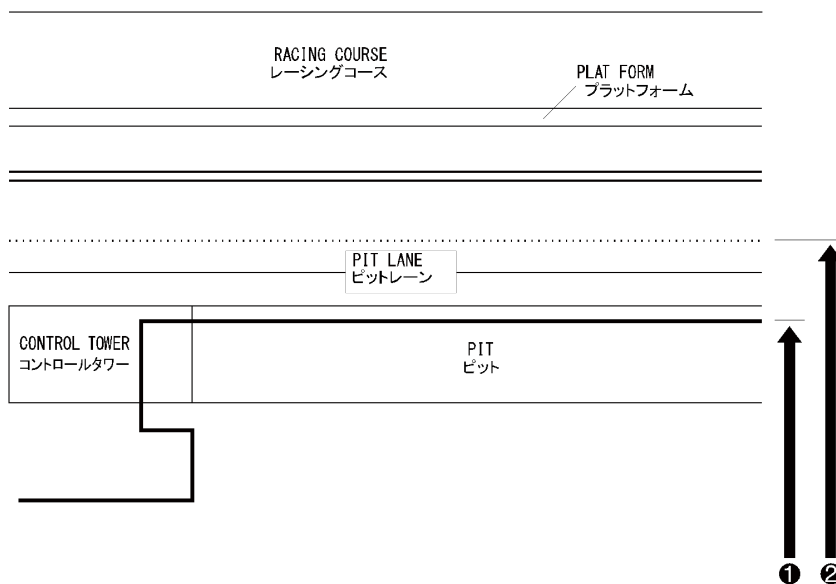 RACING COURSE
レーシングコース
PLAT FORM
プラットフォーム
PIT LANE
ピットレーン
CONTROL TOWER
コントロールタワー
PIT
ピット
❶ ❷